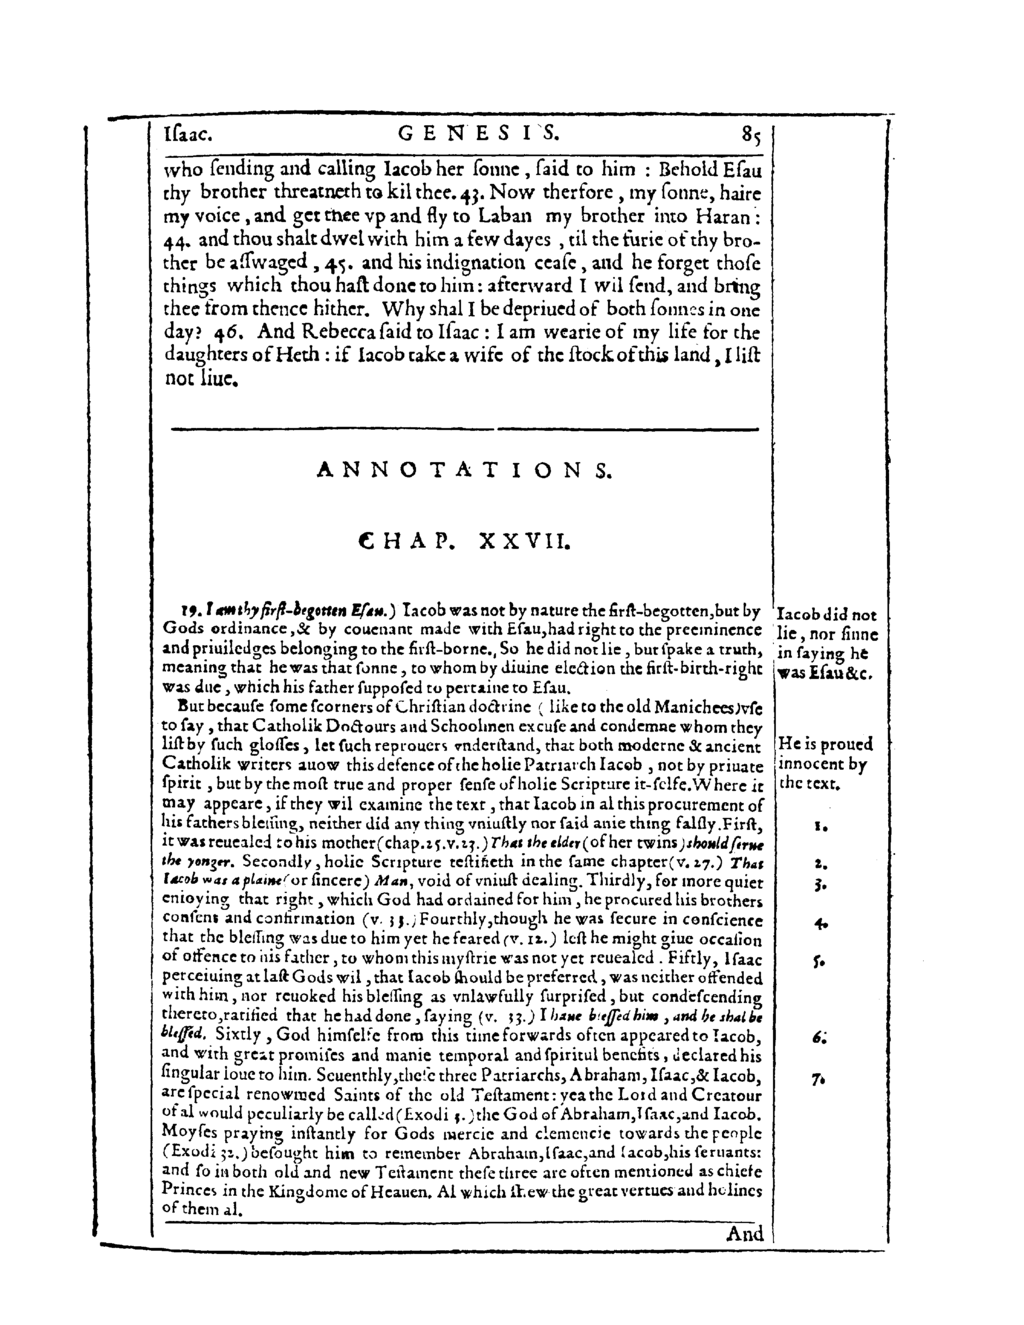 Iſaac. GENESIS. 85
who ſending and calling Iacob her ſonne, ſaid to him : Behold Eſau
thy brother threatneth to kil thee. 43. Now therfore, my ſonne, haire
my voice, and get thee vp and fly to Laban my brother into Haran :
44. and thou shalt dwel with him a few dayes, til the furie of thy bro-
ther be aſſwaged, 45. and his indignation ceaſe, and he forget thoſe
things which thou haſt done to him : afterward I wil ſend, and bring
thee from thence hither. Why shal I be depriued of both ſonnes in one
day? 46. And Rebecca ſaid to Iſaac : I am wearie of my life for the
daughters of Heth : if Iacob take a wife of the ſtock of this land, I liſt
not liue.
ANNOTATIONS.
CHAP. XXVII.
19. I am thy firſt-begotten Eſau.) Iacob was not by nature the firſt-begotten, but by
Gods ordinance, & by couenant made with Eſau, had right to the preeminence
and priuiledges belonging to the firſt-borne., So he did not lie, but ſpake a truth,
meaning that he was that ſonne, to whom by diuine election the firſt-birth-right
was due, which his father ſuppoſed to pertaine to Eſau.
Iacob did not
lie, nor ſinne
in ſaying he
was Eſau &c.
But becauſe ſome ſcorners of Chriſtian doctrine ( like to the old Manichees) vſe
to ſay, that Catholik Doctours and Schoolmen excuſe and condemne whom they
liſt by ſuch gloſſes, let ſuch reprouers vnderſtand, that both moderne & ancient
Catholik writers auow this defence of the holie Patriarch Iacob, not by priuate
ſpirit, but by the moſt true and proper ſenſe of holie Scripture it-ſelfe. Where it
may appeare, if they wil examine the text, that Iacob in al this procurement of
his fathers bleſſing, neither did any thing vniuſtly nor ſaid anie thing falſly. Firſt,
it was reuealed to his mother (chap. 25. v. 23.) That the elder (of her twins) should ſerue
the yonger. Secondly, holie Scripture teſtifieth in the ſame chapter (v. 27.) That
Iacob was a plaine (or ſincere) Man, void of vniuſt dealing. Thirdly, for more quiet
enioying that right, which God had ordained for him, he procured his brothers
conſent and confirmation (v. 33.) Fourthly, though he was ſecure in conſcience
that the bleſſing was due to him yet he feared (v. 12.) leſt he might giue occaſion
of offence to his father, to whom this myſtrie was not yet reuealed. Fiftly, Iſaac
perceiuing at laſt Gods wil, that Iacob ſhould be preferred, was neither offended
with him, nor reuoked his bleſſing as vnlawfully ſurpriſed, but condeſcending
thereto, ratified that he had done, ſaying (v. 33.) I haue bleſſed him, and he shal be
bleſſed. Sixtly, God himſelfe from this time forwards often appeared to Iacob,
and with great promiſes and manie temporal and ſpiritul benefits, declared his
ſingular loue to him. Seuenthly, theſe three Patriarchs, Abraham, Iſaac, & Iacob,
are ſpecial renowmed Saints of the old Teſtament : yea the Lord and Creatour
of al would peculiarly be called (Exodi 3.) the God of Abraham, Iſaac, and Iacob.
Moyſes praying inſtantly for Gods mercie and clemencie towards the people
(Exodi 32.) beſought him to remember Abraham, Iſaac, and Iacob, his ſeruants:
and ſo in both old and new Teſtament theſe three are often mentioned as chiefe
Princes in the Kingdome of Heauen. Al which ſhew the great vertues and holines
of them al.
He is proued
innocent by
the text.
1.
2.
3.
4.
5.
6.
7.
And